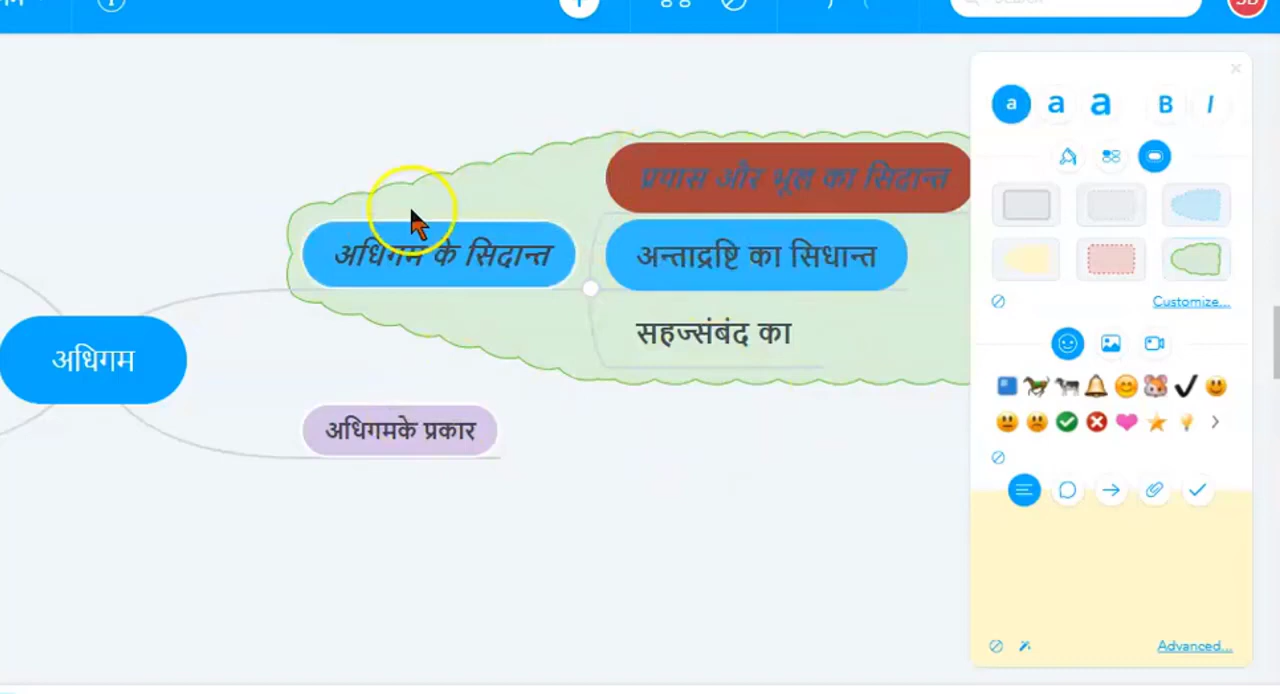 a a a B I
प्रयास और भूल का सिदान्त
अधिगम के सिदान्त
अन्ताद्रष्टि का सिधान्त
Customize...
सहज्संबंद का
अधिगम
अधिगमके प्रकार
Advanced...